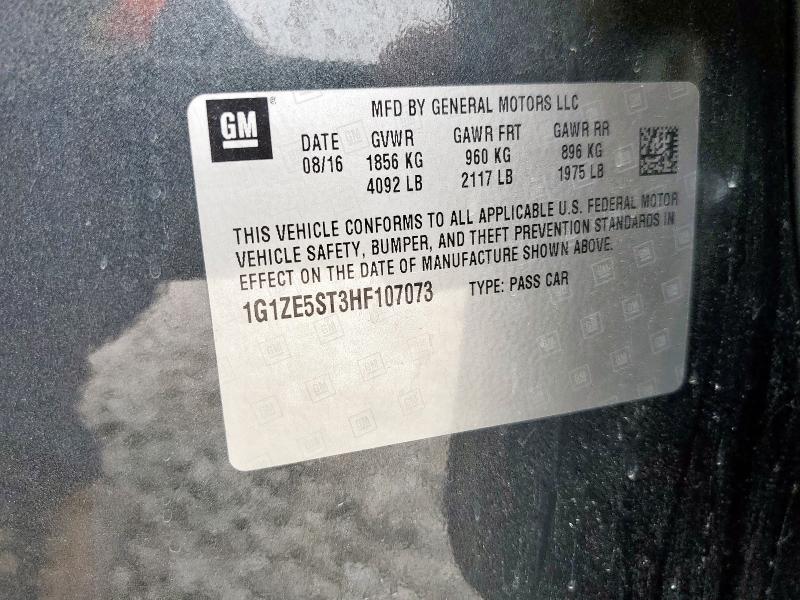 GM
MFD BY GENERAL MOTORS LLC
DATE GVWR GAWR FRT GAWR RR
08/16 1856 KG 960 KG 896 KG
4092 LB 2117 LB 1975 LB
THIS VEHICLE CONFORMS TO ALL APPLICABLE U.S. FEDERAL MOTOR
VEHICLE SAFETY, BUMPER, AND THEFT PREVENTION STANDARDS IN
EFFECT ON THE DATE OF MANUFACTURE SHOWN ABOVE.
1G1ZE5ST3HF107073 TYPE: PASS CAR